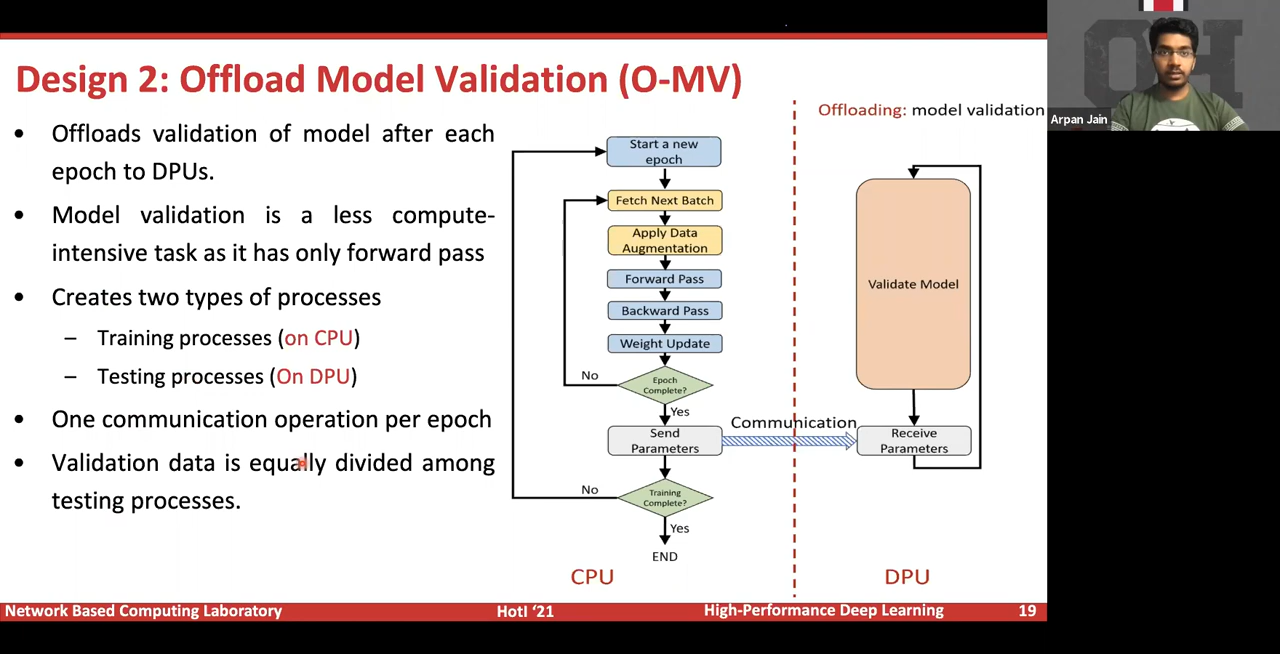 Design 2: Offload Model Validation (O-MV)
• Offloads validation of model after each
epoch to DPUs.
• Model validation is a less compute-
intensive task as it has only forward pass
• Creates two types of processes
– Training processes (on CPU)
– Testing processes (On DPU)
• One communication operation per epoch
• Validation data is equally divided among
testing processes.
Start a new
epoch
Fetch Next Batch
Apply Data
Augmentation
Forward Pass
Backward Pass
Weight Update
No
Epoch
Complete?
Yes
Send
Parameters
No
Training
Complete?
Yes
END
CPU
Communication
Offloading: model validation
Validate Model
Receive
Parameters
DPU
Network Based Computing Laboratory
HotI ‘21
High-Performance Deep Learning
19
OH
Arpan Jain